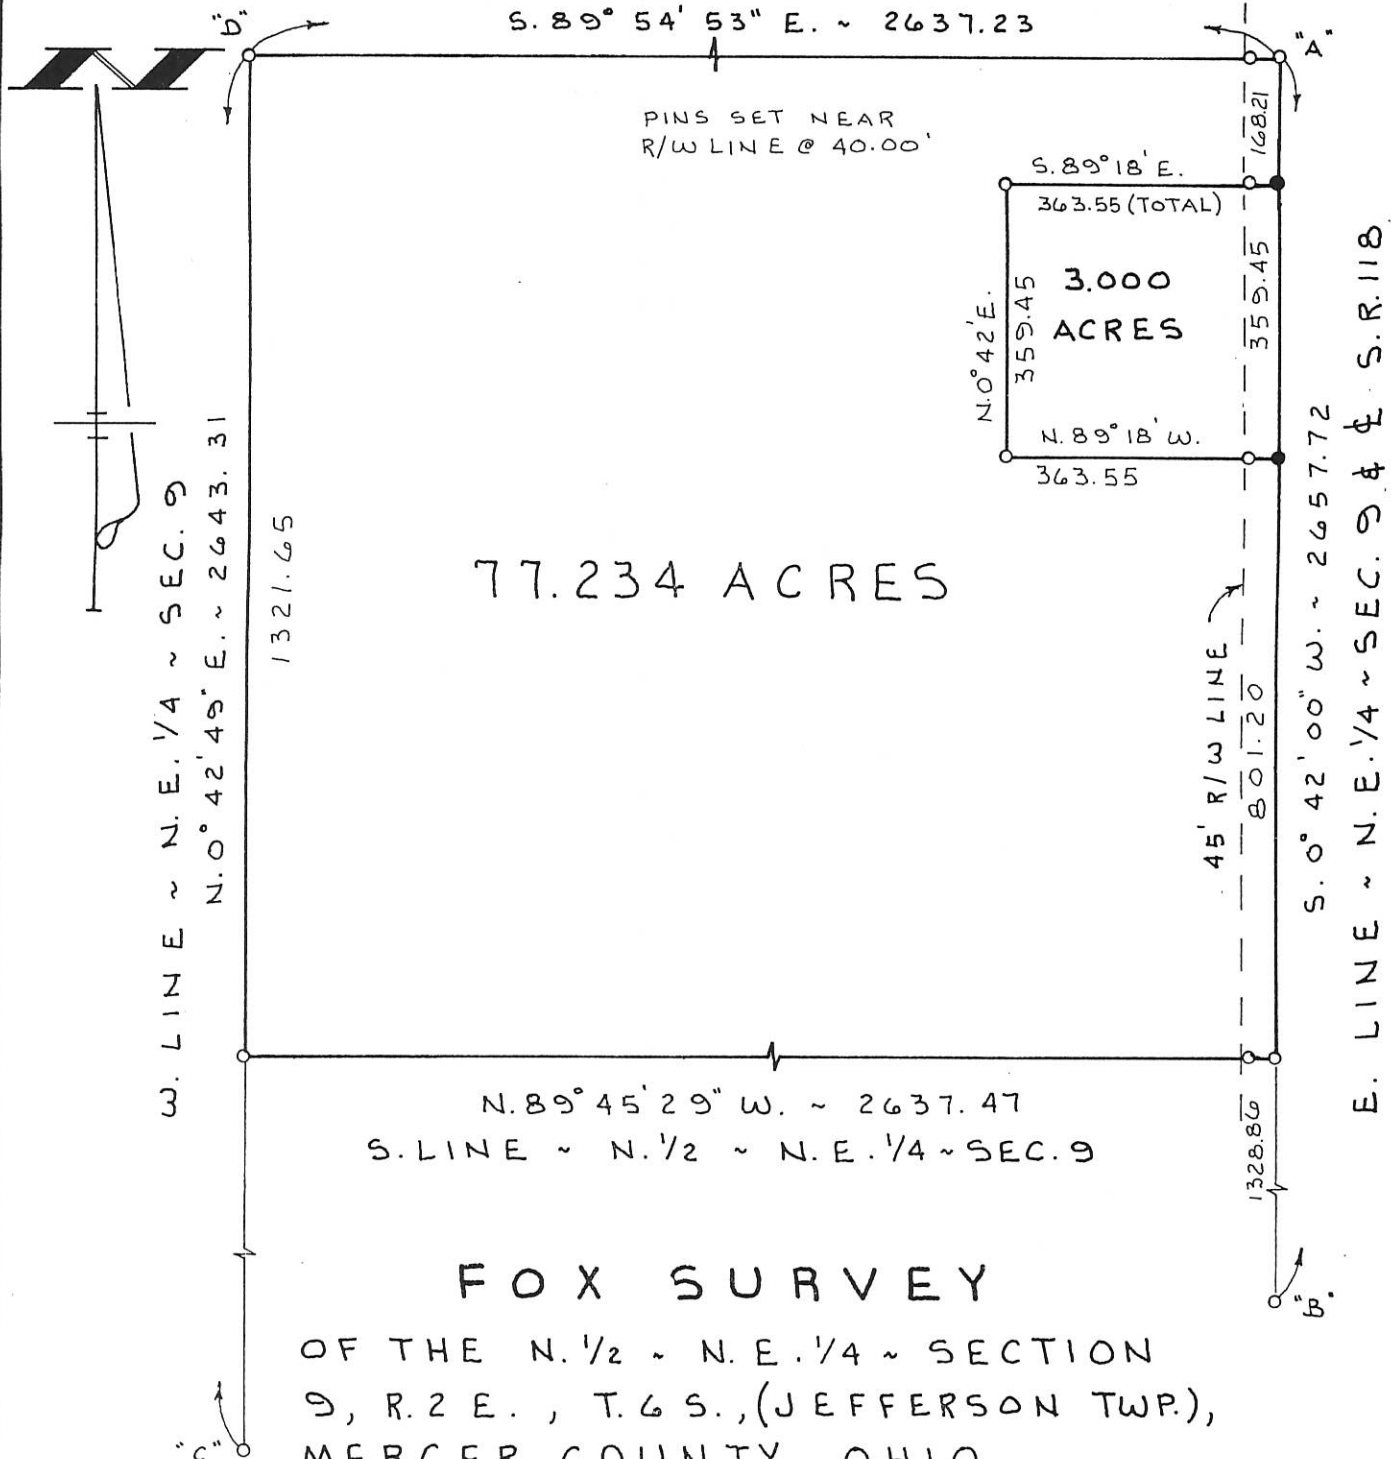 "D"
S. 89° 54' 53" E. ~ 2637.23
"A"
N
PINS SET NEAR
R/W LINE @ 40.00'
168.21
S. 89° 18' E.
363.55 (TOTAL)
3.000
ACRES
N. 0° 42' E.
359.45
359.45
N. 89° 18' W.
363.55
W. LINE ~ N.E. 1/4 ~ SEC. 9
N. 0° 42' 49" E. ~ 2643.31
1321.65
77.234 ACRES
45' R/W LINE
801.20
S. 0° 42' 00" W. ~ 2657.72
E. LINE ~ N.E. 1/4 ~ SEC. 9 & ℄ S.R. 118
N. 89° 45' 29" W. ~ 2637.47
S. LINE ~ N. 1/2 ~ N.E. 1/4 ~ SEC. 9
1328.86
"B"
FOX SURVEY
OF THE N. 1/2 ~ N.E. 1/4 ~ SECTION
9, R. 2 E., T. 6 S., (JEFFERSON TWP.),
"C"
MERCER COUNTY, OHIO